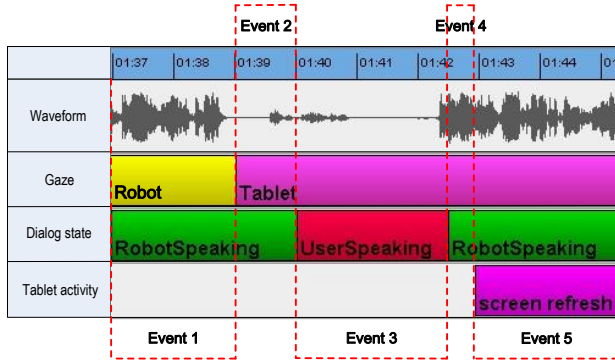 Event 2 Event 4
01:37 01:38 01:39 01:40 01:41 01:42 01:43 01:44 01
Waveform
Gaze Robot Tablet
Dialog state RobotSpeaking UserSpeaking RobotSpeaking
Tablet activity screen refresh
Event 1 Event 3 Event 5